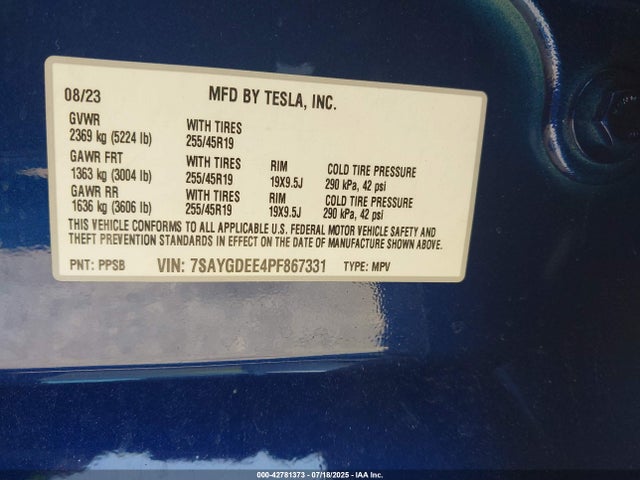 08/23 MFD BY TESLA, INC.
GVWR WITH TIRES
2369 kg (5224 lb) 255/45R19
GAWR FRT WITH TIRES RIM COLD TIRE PRESSURE
1363 kg (3004 lb) 255/45R19 19X9.5J 290 kPa, 42 psi
GAWR RR WITH TIRES RIM COLD TIRE PRESSURE
1636 kg (3606 lb) 255/45R19 19X9.5J 290 kPa, 42 psi
THIS VEHICLE CONFORMS TO ALL APPLICABLE U.S. FEDERAL MOTOR VEHICLE SAFETY AND
THEFT PREVENTION STANDARDS IN EFFECT ON THE DATE OF MANUFACTURE SHOWN ABOVE.
PNT: PPSB VIN: 7SAYGDEE4PF867331 TYPE: MPV
000-42781373 - 07/18/2025 - IAA Inc.